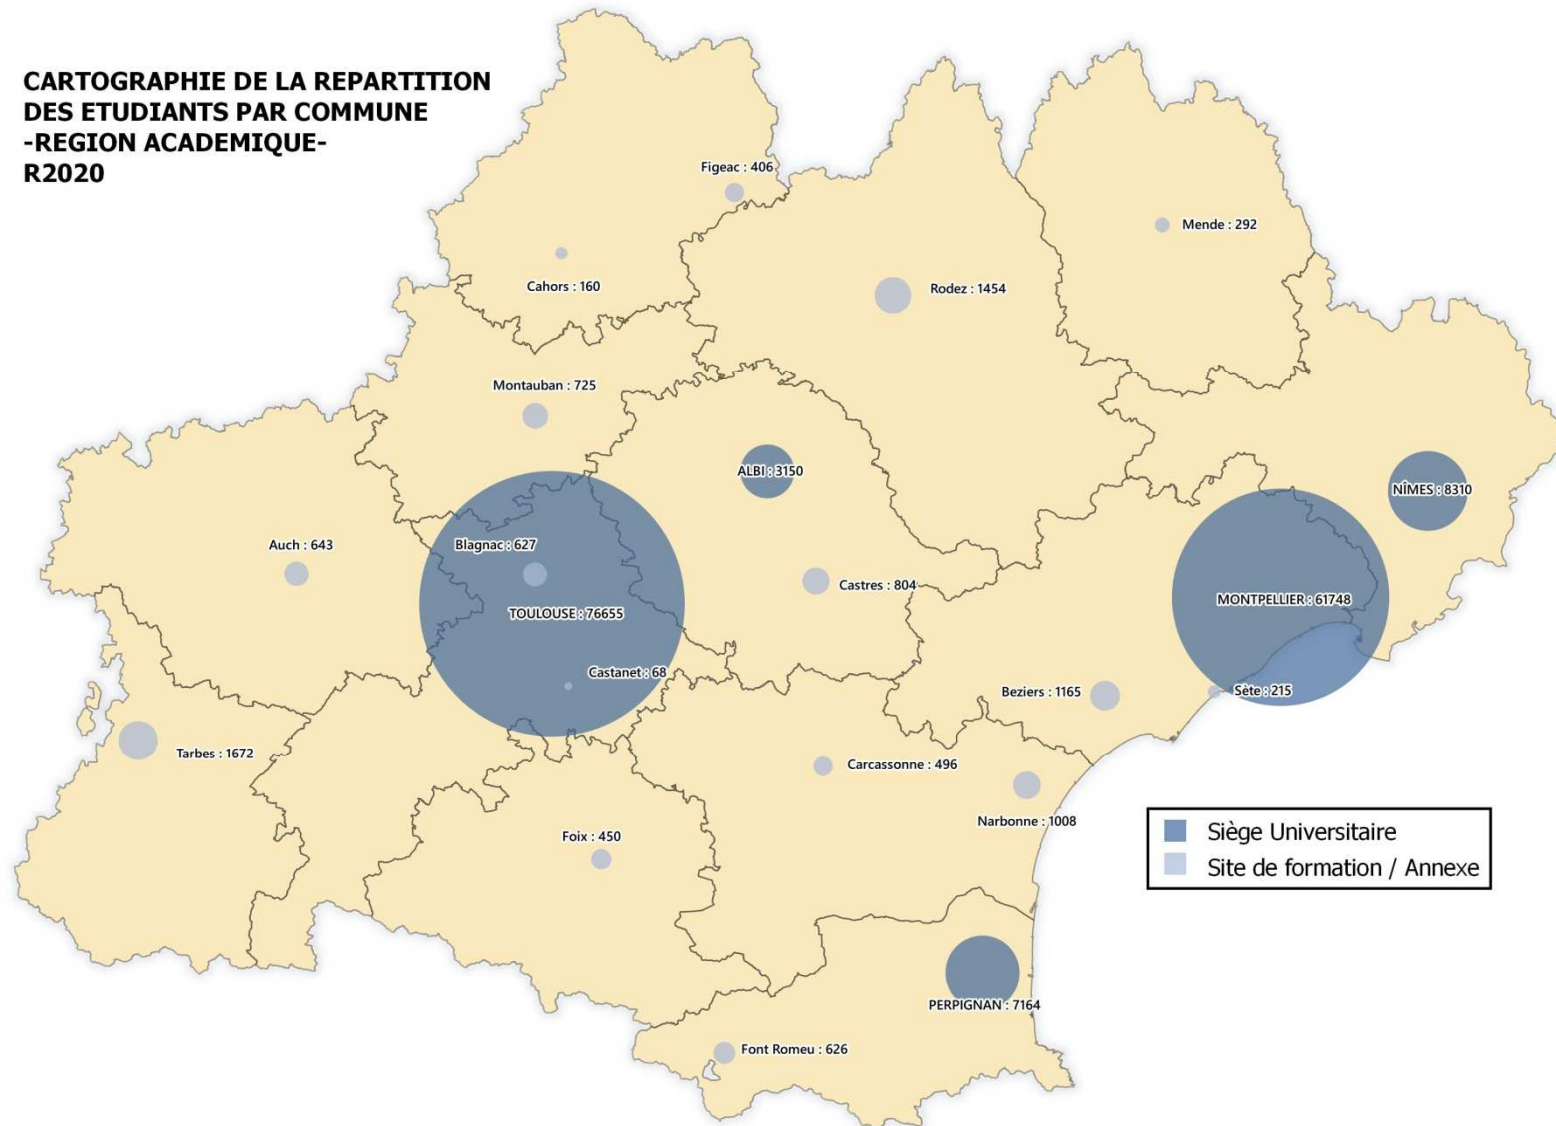 CARTOGRAPHIE DE LA REPARTITION
DES ETUDIANTS PAR COMMUNE
-REGION ACADEMIQUE-
R2020
Figeac : 406
Mende : 292
Cahors : 160
Rodez : 1454
Montauban : 725
ALBI : 3150
NÎMES : 8310
Auch : 643
Blagnac : 627
Castres : 804
TOULOUSE : 76655
MONTPELLIER : 61748
Castanet : 68
Beziers : 1165
Sète : 215
Tarbes : 1672
Carcassonne : 496
Narbonne : 1008
Foix : 450
Siège Universitaire
Site de formation / Annexe
PERPIGNAN : 7164
Font Romeu : 626